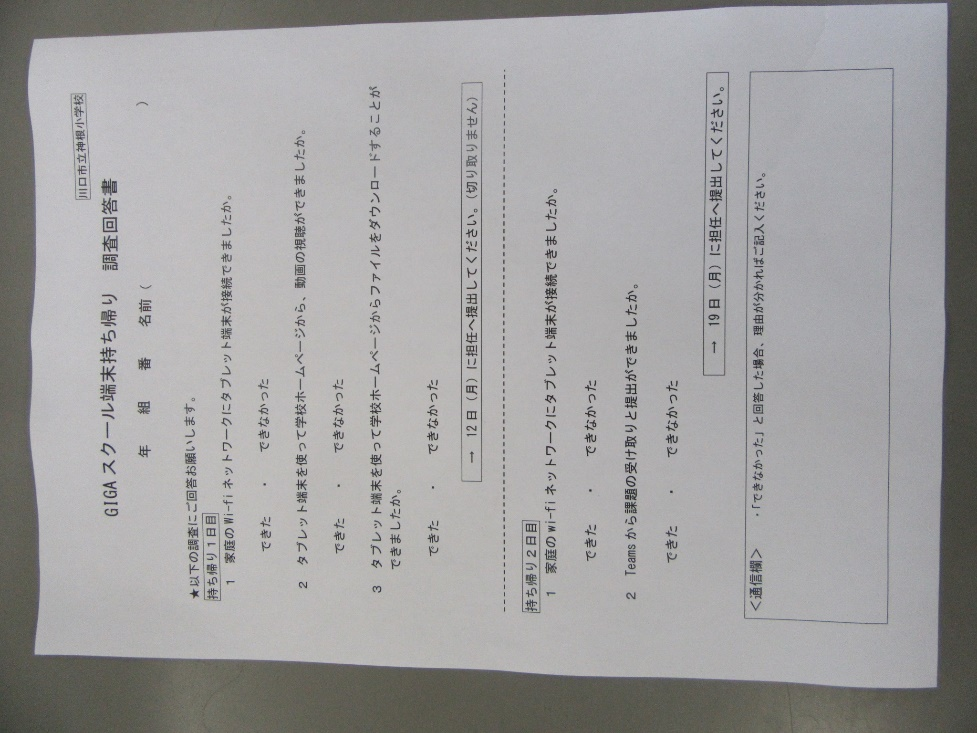 川口市立神根小学校
GIGAスクール端末持ち帰り　調査回答書
年　組　番　名前（　　　　　　　　　　）
★以下の調査にご回答お願いします。
持ち帰り１日目
１　家庭のWi-fiネットワークにタブレット端末が接続できましたか。
できた　・　できなかった
２　タブレット端末を使って学校ホームページから、動画の視聴ができましたか。
できた　・　できなかった
３　タブレット端末を使って学校ホームページからファイルをダウンロードすることが
できましたか。
できた　・　できなかった
→　12日（月）に担任へ提出してください。（切り取りません）
持ち帰り２日目
１　家庭のwi-fiネットワークにタブレット端末が接続できましたか。
できた　・　できなかった
２　Teamsから課題の受け取りと提出ができましたか。
できた　・　できなかった
→　19日（月）に担任へ提出してください。
＜通信欄＞　・「できなかった」と回答した場合、理由が分かればご記入ください。